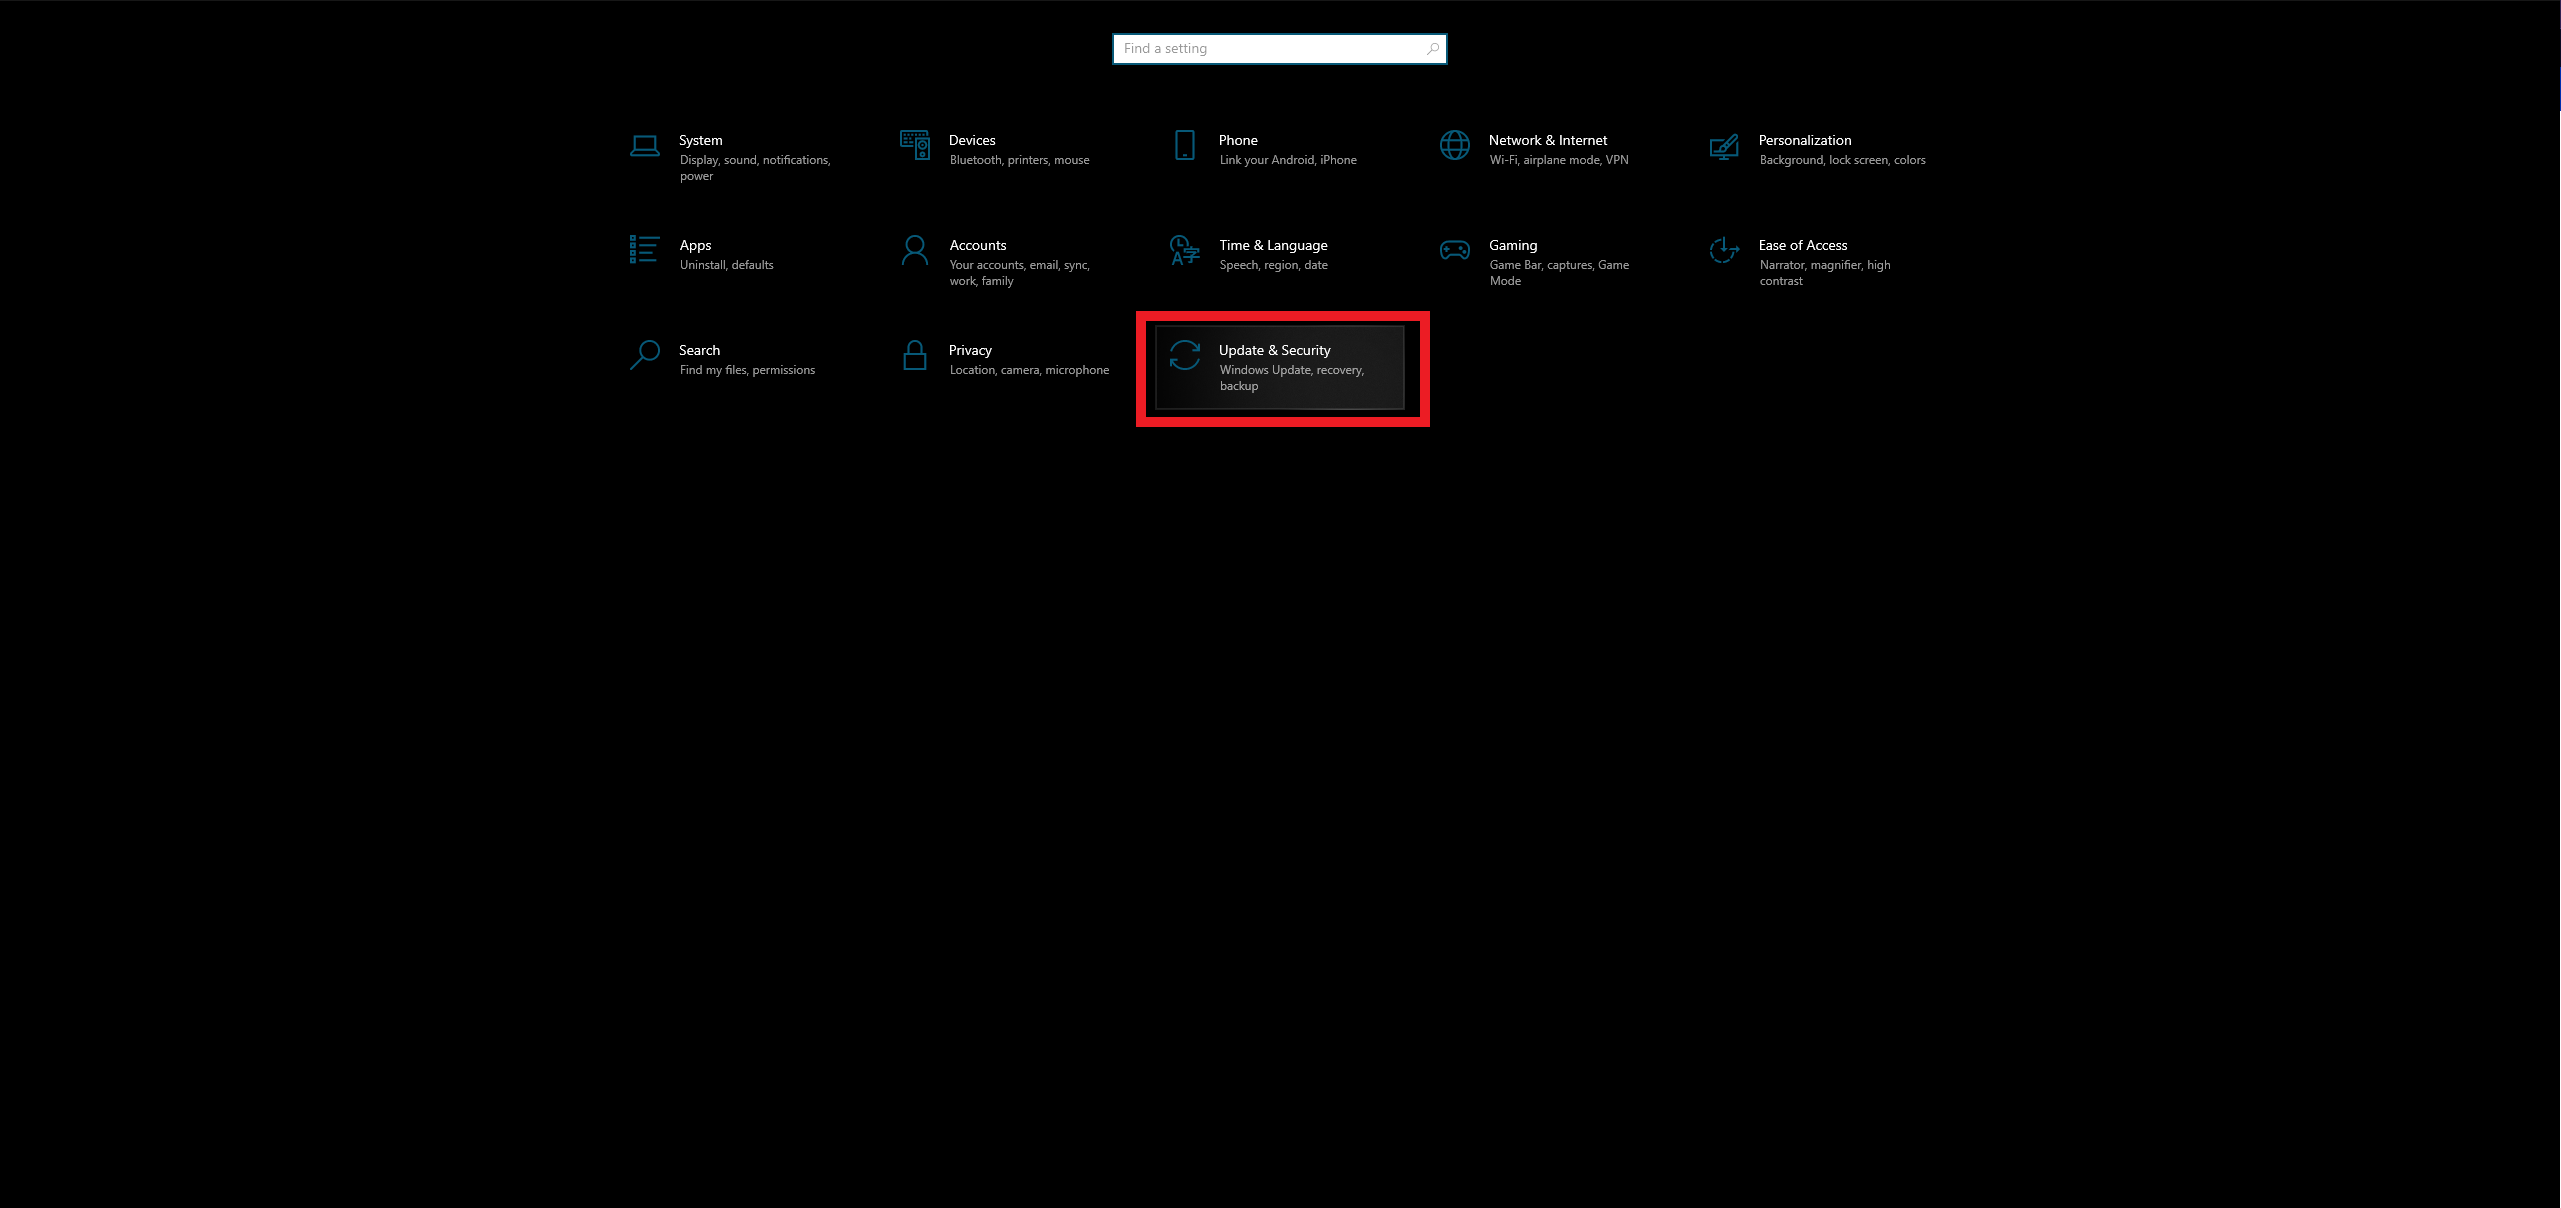 Find a setting
System
Display, sound, notifications,
power
Devices
Bluetooth, printers, mouse
Phone
Link your Android, iPhone
Network & Internet
Wi-Fi, airplane mode, VPN
Personalization
Background, lock screen, colors
Apps
Uninstall, defaults
Accounts
Your accounts, email, sync,
work, family
Time & Language
Speech, region, date
Gaming
Game Bar, captures, Game
Mode
Ease of Access
Narrator, magnifier, high
contrast
Search
Find my files, permissions
Privacy
Location, camera, microphone
Update & Security
Windows Update, recovery,
backup